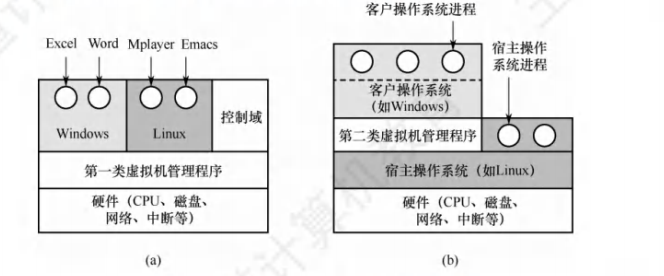 Excel Word Mplayer Emacs
Windows
Linux
控制域
第一类虚拟机管理程序
硬件（CPU、磁盘、
网络、中断等）
(a)
客户操作系统进程
宿主操作
系统进程
客户操作系统
（如Windows）
第二类虚拟机管理程序
宿主操作系统（如Linux）
硬件（CPU、磁盘、
网络、中断等）
(b)